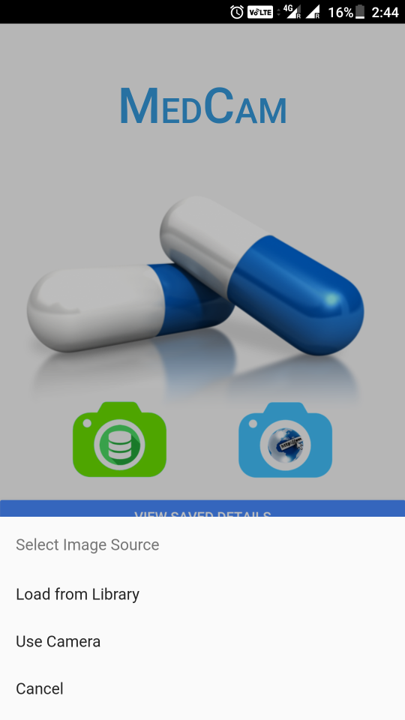 VoLTE 4G R R 16% 2:44
MEDCAM
VIEW SAVED DETAILS
Select Image Source
Load from Library
Use Camera
Cancel